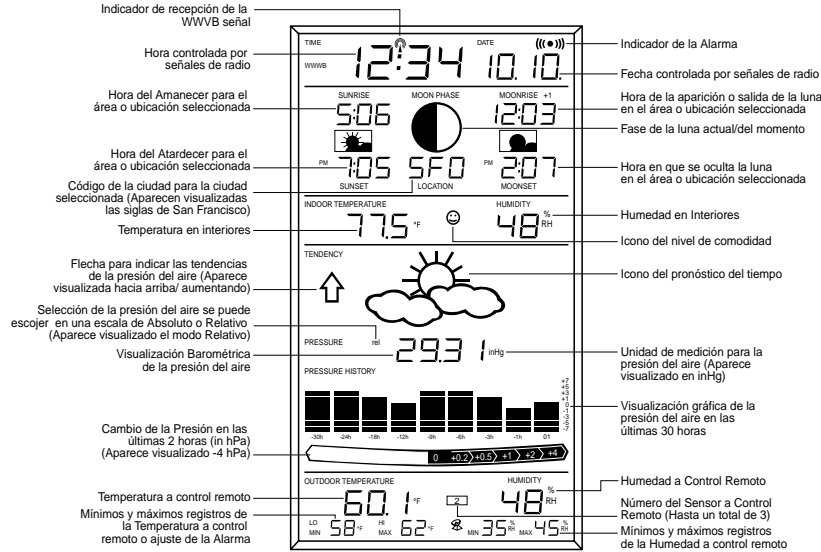 Indicador de recepción de la
WWVB señal
Hora controlada por
señales de radio
Hora del Amanecer para el
área o ubicación seleccionada
Hora del Atardecer para el
área o ubicación seleccionada
Código de la ciudad para la ciudad
seleccionada (Aparecen visualizadas
las siglas de San Francisco)
Temperatura en interiores
Flecha para indicar las tendencias
de la presión del aire (Aparece
visualizada hacia arriba/ aumentando)
Selección de la presión del aire se puede
escojer en una escala de Absoluto o Relativo
(Aparece visualizado el modo Relativo)
Visualización Barométrica
de la presión del aire
Cambio de la Presión en las
últimas 2 horas (in hPa)
(Aparece visualizado -4 hPa)
Temperatura a control remoto
Mínimos y máximos registros de
la Temperatura a control
remoto o ajuste de la Alarma
TIME DATE
WWWB 12:34 10. 10.
SUNRISE MOON PHASE MOONRISE +1
5:06 12:03
PM 7:05 SFO PM 2:07
SUNSET LOCATION MOONSET
INDOOR TEMPERATURE HUMIDITY
77.5 °F 48 % RH
TENDENCY
PRESSURE rel 29.31 inHg
PRESSURE HISTORY
+7
+5
+3
+1
0
-1
-3
-5
-7
-30h -24h -18h -12h -9h -6h -3h -1h 01
0 +0.2 +0.5 +1 +2 +4
OUTDOOR TEMPERATURE HUMIDITY
60.1 °F 2 48 % RH
LO MIN 58 °F HI MAX 62 °F MIN 35 % RH MAX 45 % RH
Indicador de la Alarma
Fecha controlada por señales de radio
Hora de la aparición o salida de la luna
en el área o ubicación seleccionada
Fase de la luna actual/del momento
Hora en que se oculta la luna
en el área o ubicación seleccionada
Humedad en Interiores
Icono del nivel de comodidad
Icono del pronóstico del tiempo
Unidad de medición para la
presión del aire (Aparece
visualizado en inHg)
Visualización gráfica de la
presión del aire en las
últimas 30 horas
Humedad a Control Remoto
Número del Sensor a Control
Remoto (Hasta un total de 3)
Mínimos y máximos registros
de la Humedad a control remoto